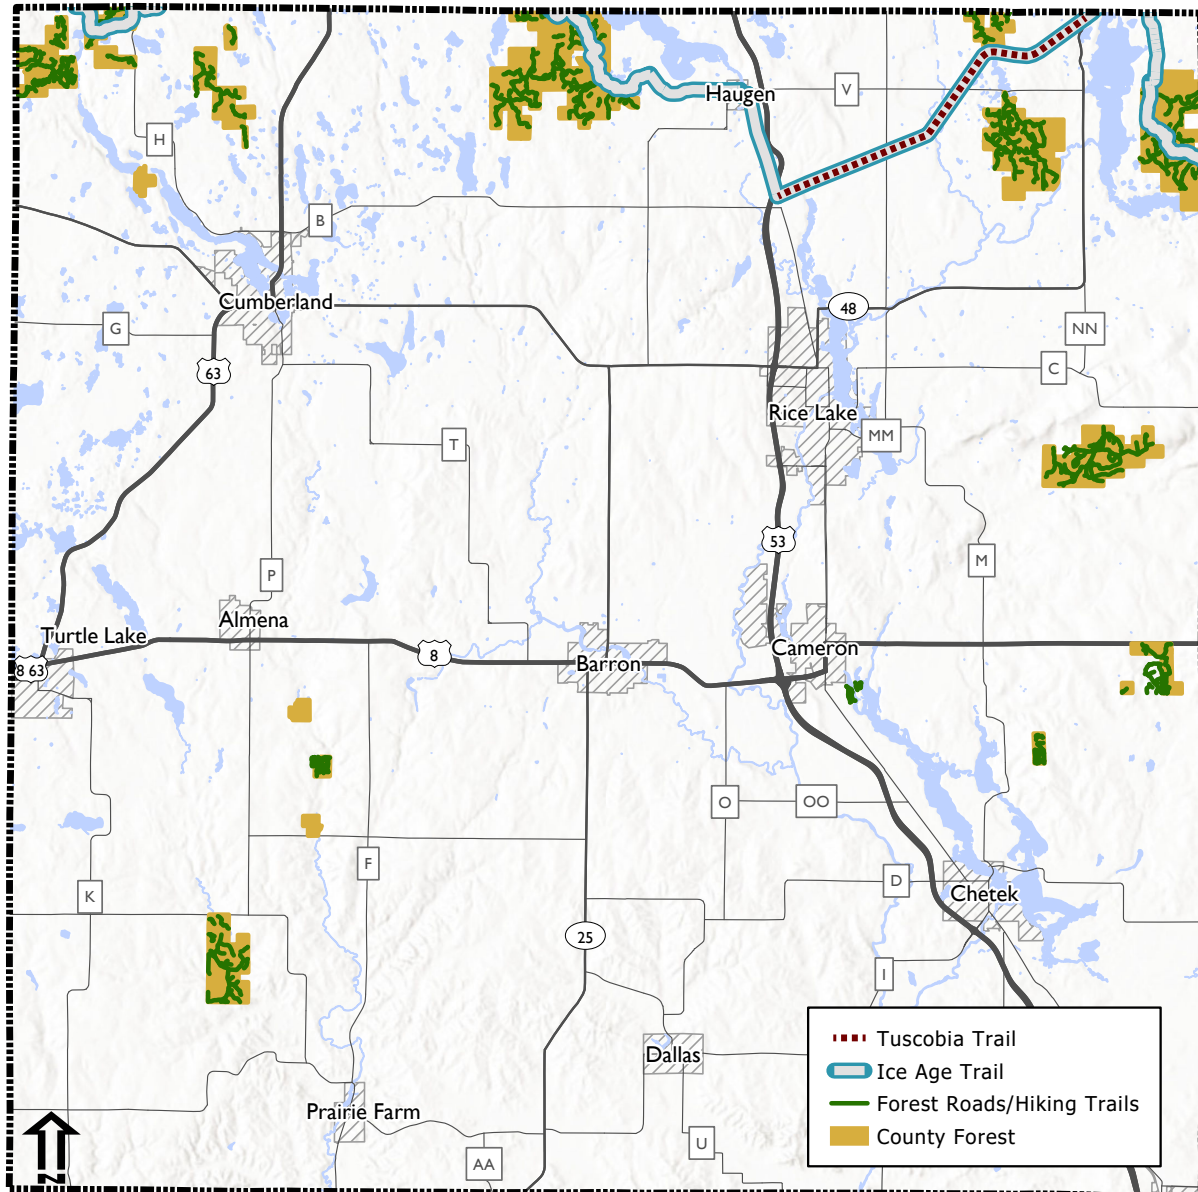 Haugen
V
H
B
Cumberland
48
G
NN
63
C
Rice Lake
MM
T
53
M
P
Almena
Turtle Lake
8
Cameron
8 63
Barron
O
OO
F
D
K
Chetek
25
I
Tuscobia Trail
Ice Age Trail
Forest Roads/Hiking Trails
County Forest
Dallas
Prairie Farm
U
AA
N